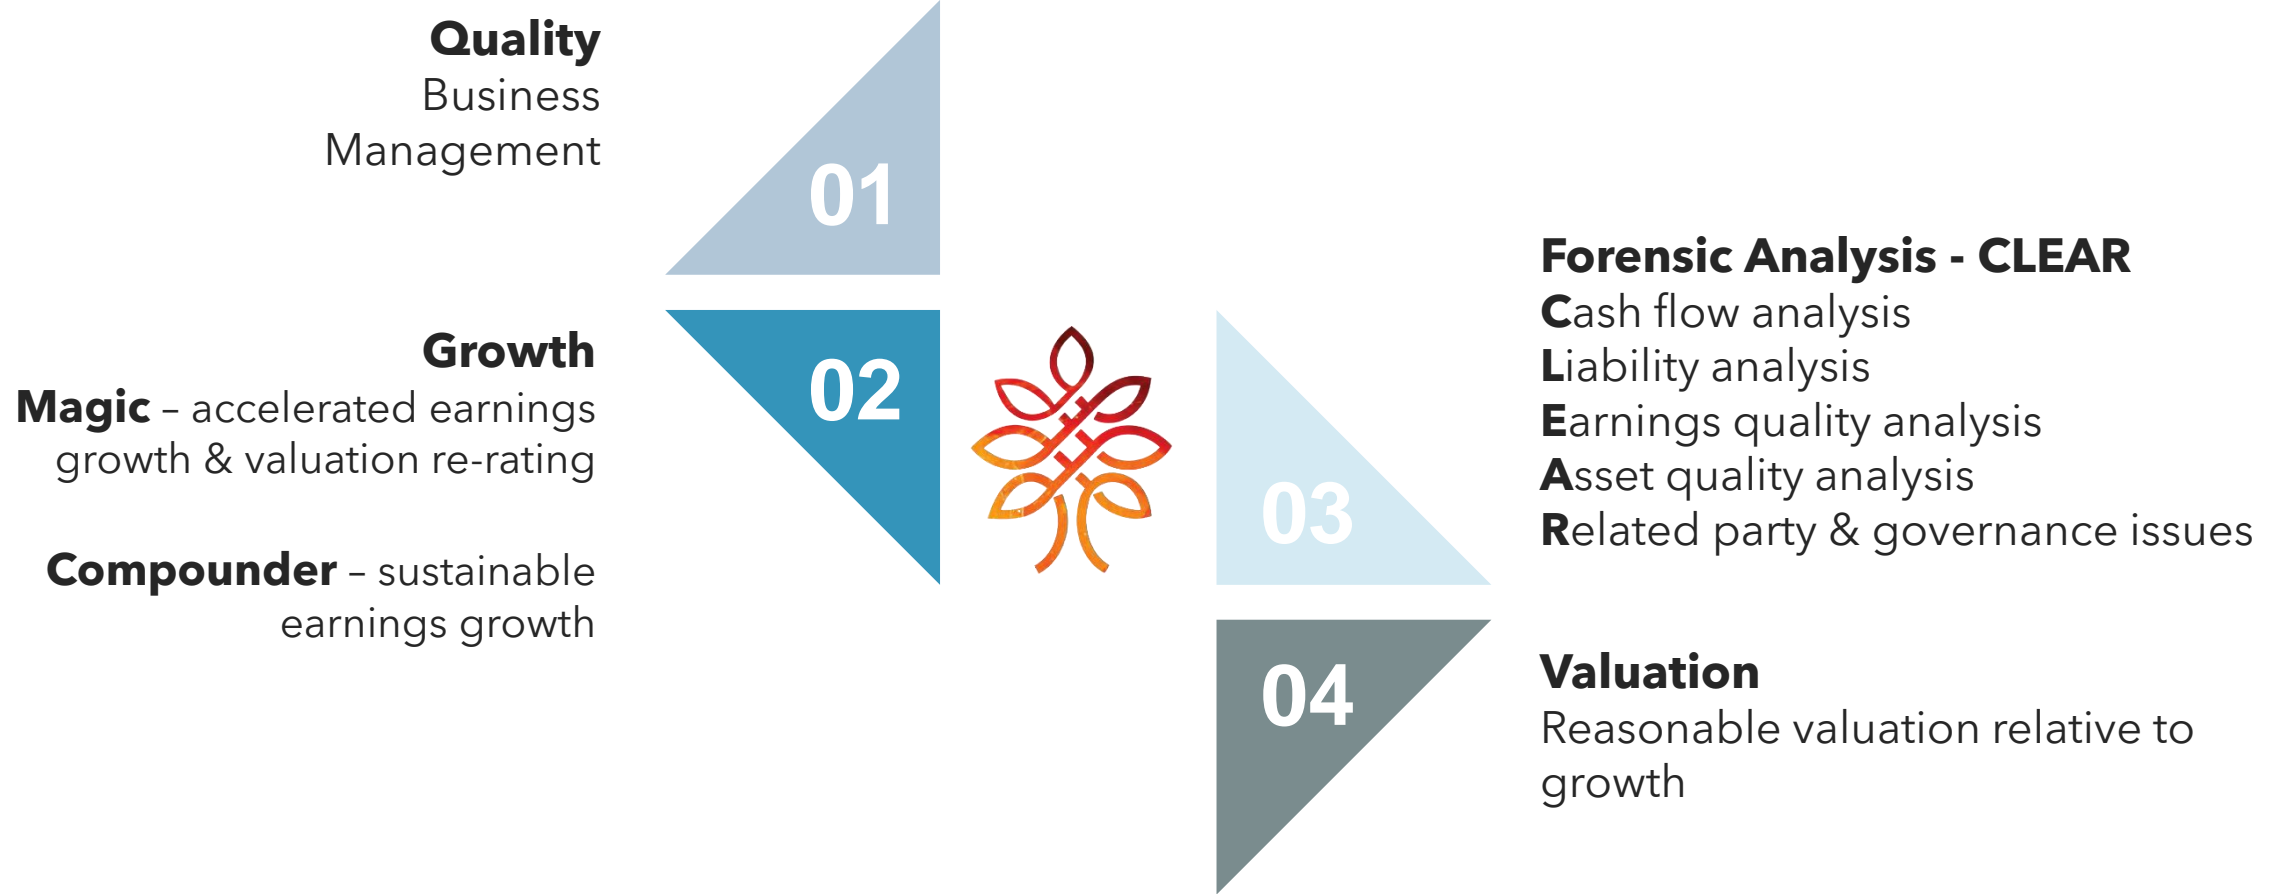 Quality
Business
Management
01
Growth
Magic – accelerated earnings
growth & valuation re-rating
Compounder – sustainable
earnings growth
02
Forensic Analysis - CLEAR
Cash flow analysis
Liability analysis
Earnings quality analysis
Asset quality analysis
Related party & governance issues
03
Valuation
Reasonable valuation relative to
growth
04